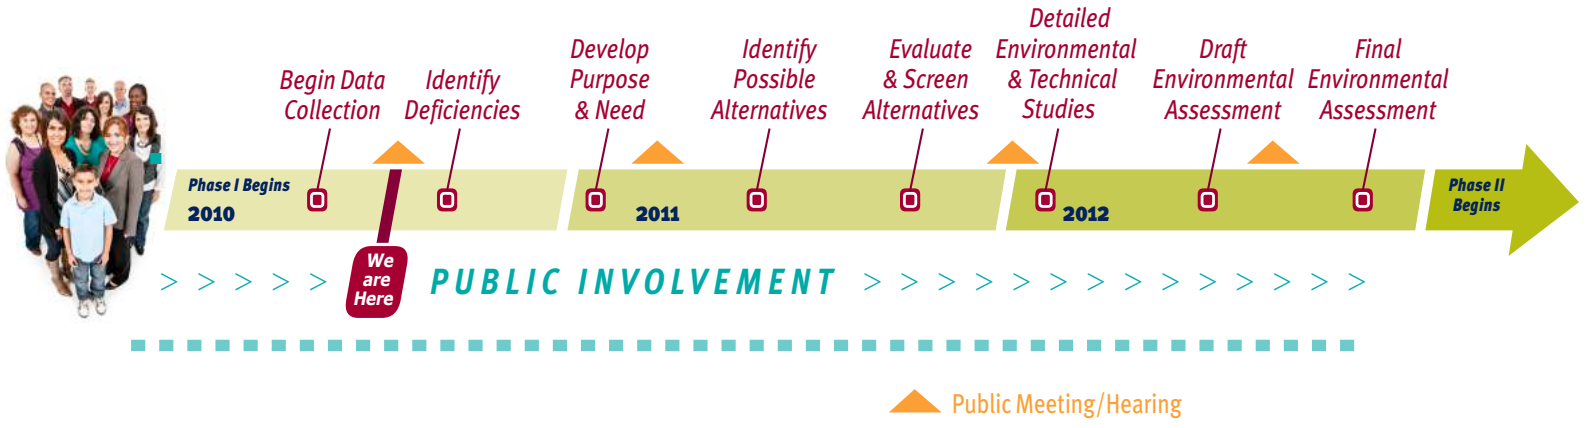 Begin Data
Collection
Identify
Deficiencies
Develop
Purpose
& Need
Identify
Possible
Alternatives
Evaluate
& Screen
Alternatives
Detailed
Environmental
& Technical
Studies
Draft
Environmental
Assessment
Final
Environmental
Assessment
Phase I Begins
2010
2011
2012
Phase II
Begins
We
are
Here
PUBLIC INVOLVEMENT
Public Meeting/Hearing